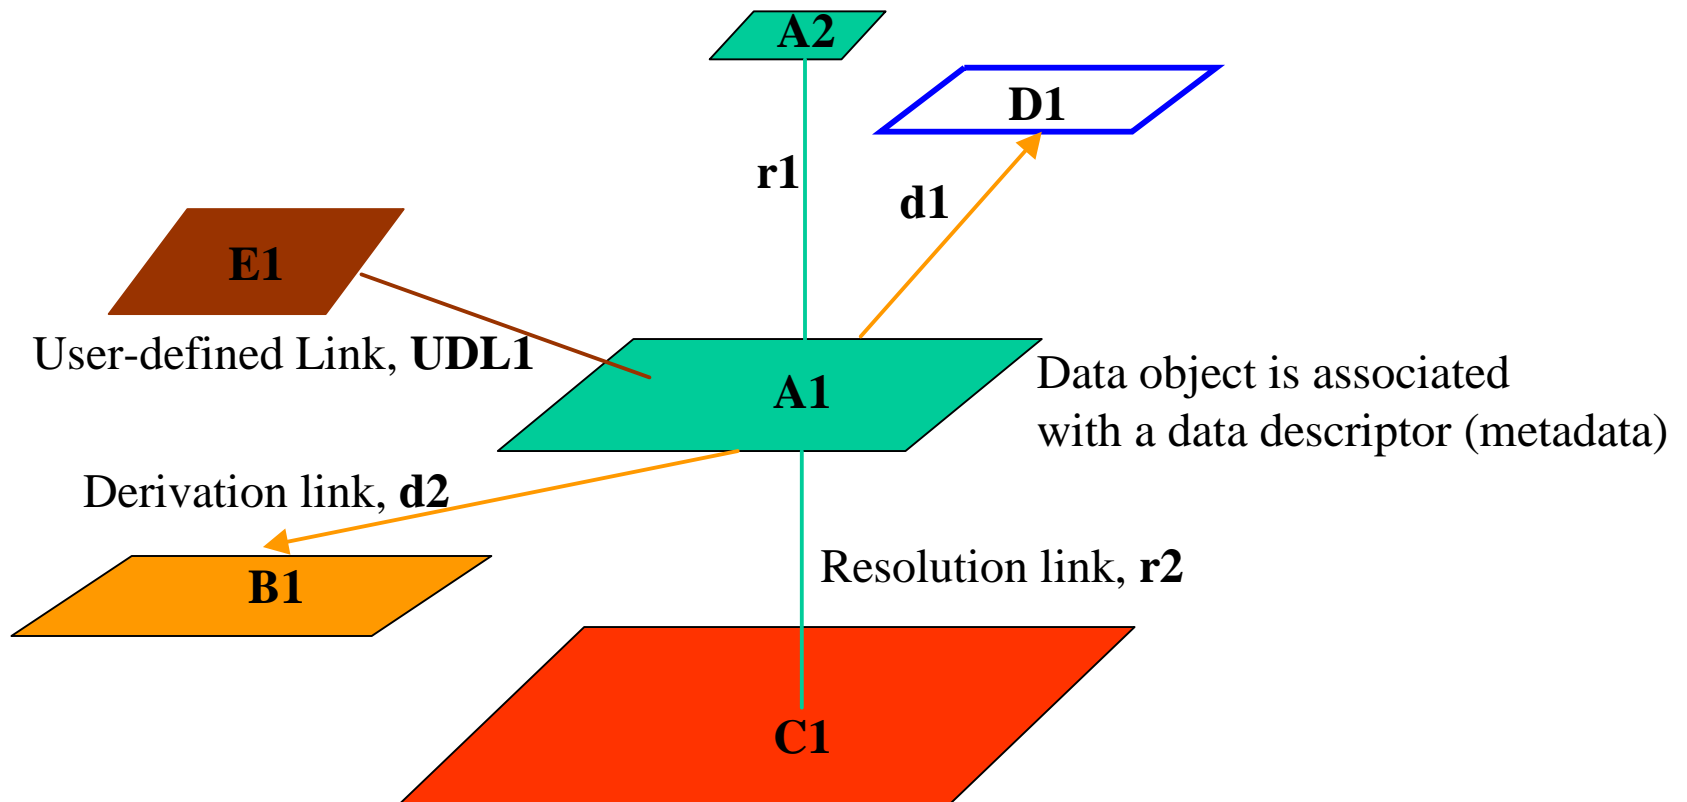 A2
D1
r1
d1
E1
User-defined Link, UDL1
A1
Data object is associated
with a data descriptor (metadata)
Derivation link, d2
B1
Resolution link, r2
C1